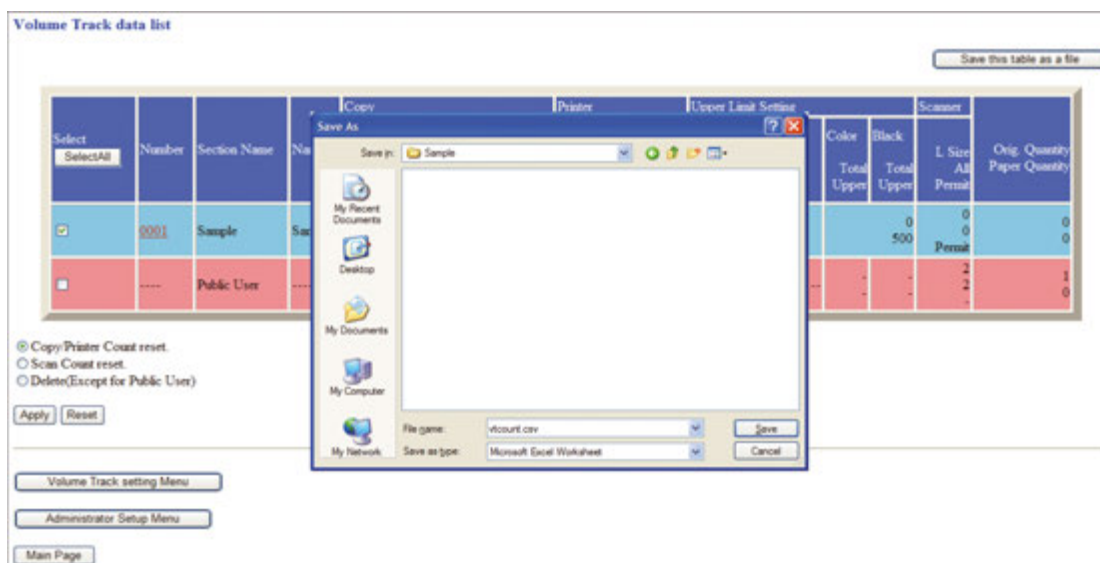 Volume Track data list
Save this table as a file
Copy Printer Upper Limit Setting Scanner
Select
SelectAll
Number Section Name Na
Color Black
Total Total
Upper Upper
L Size
All
Permit
Orig. Quantity
Paper Quantity
0001 Sample Sam
0
500
0
0
Permit
0
0
---- Public User ----
-- - - 2
2
-
1
0
Save As
Save in: Sample
My Recent
Documents
Desktop
My Documents
My Computer
My Network
File name: vtcount.csv Save
Save as type: Microsoft Excel Worksheet Cancel
Copy/Printer Count reset.
Scan Count reset.
Delete(Except for Public User)
Apply Reset
Volume Track setting Menu
Administrator Setup Menu
Main Page